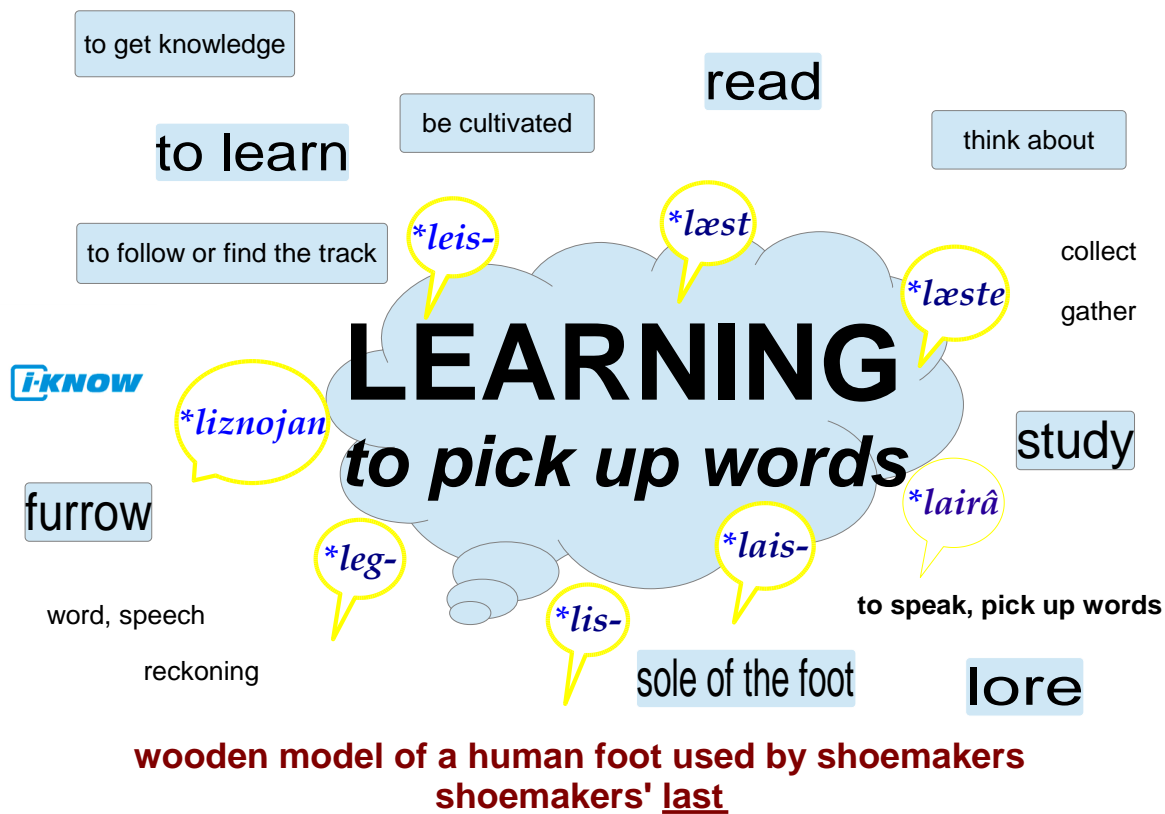 to get knowledge
read
be cultivated
think about
to learn
*leis-
*læst
to follow or find the track
collect
*læste
gather
LEARNING
i-KNOW
*liznojan
to pick up words
study
*lairâ
furrow
*leg-
*lais-
word, speech
*lis-
to speak, pick up words
reckoning
sole of the foot
lore
wooden model of a human foot used by shoemakers
shoemakers' last